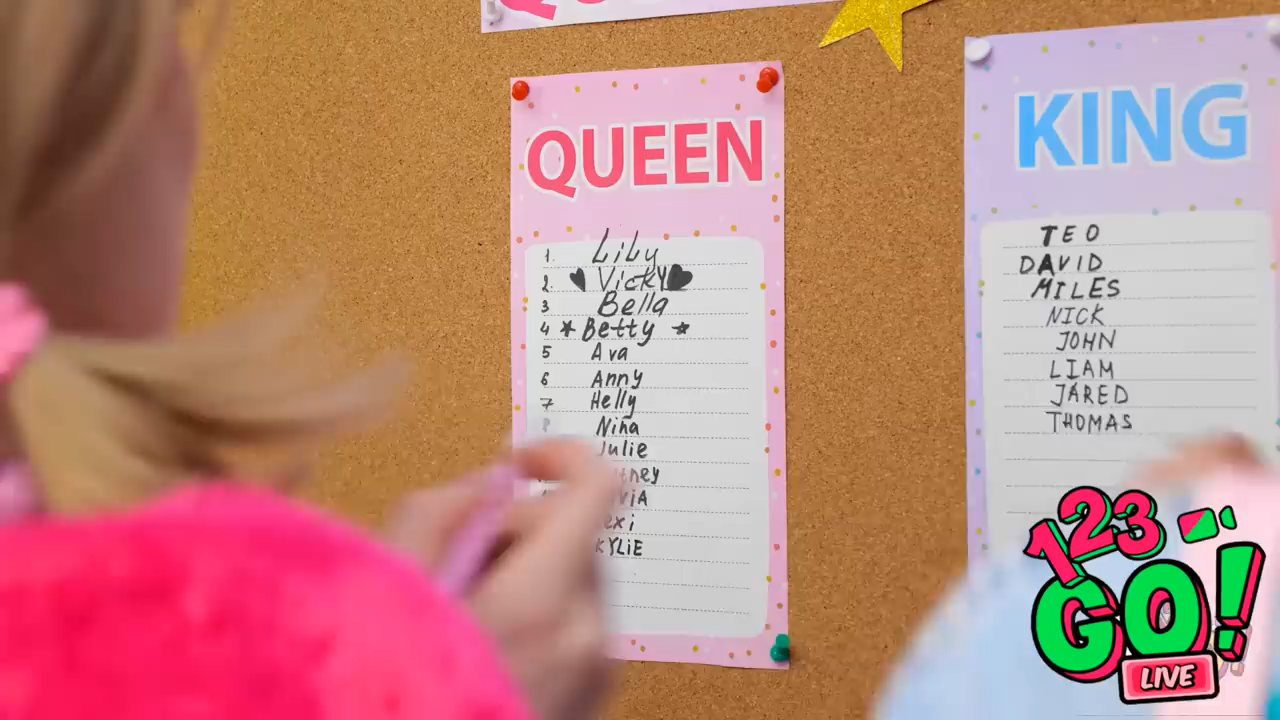 QUEEN
1. Lily
2. Vicky
3 Bella
4 Betty
5 Ava
6 Anny
7 Helly
8 Nina
Julie
KYLIE
KING
TEO
DAVID
MILES
NICK
JOHN
LIAM
JARED
THOMAS
123
GO!
LIVE